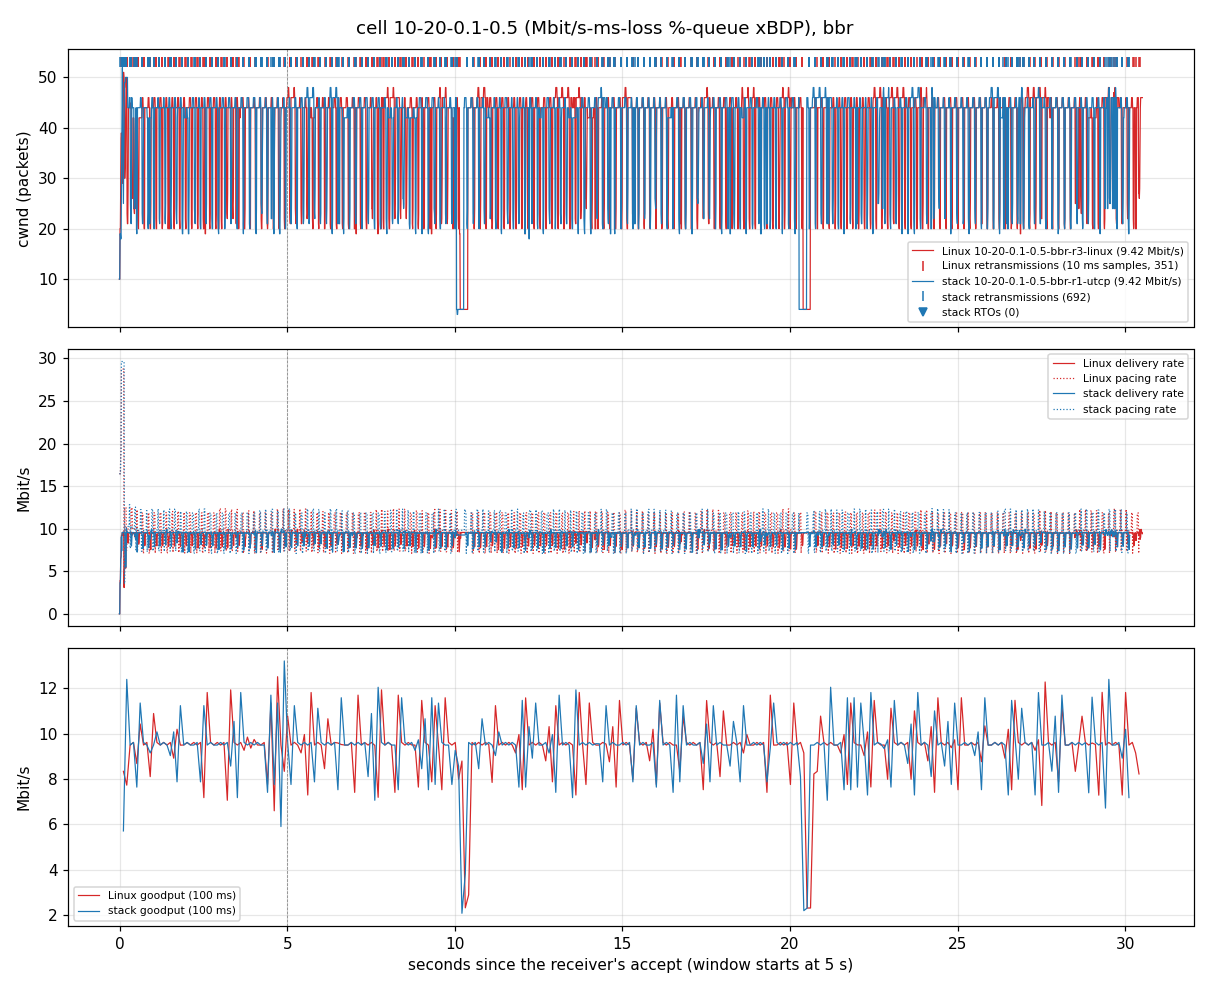 cell 10-20-0.1-0.5 (Mbit/s-ms-loss %-queue xBDP), bbr
50
40
30
20
10
cwnd (packets)
Linux 10-20-0.1-0.5-bbr-r3-linux (9.42 Mbit/s)
Linux retransmissions (10 ms samples, 351)
stack 10-20-0.1-0.5-bbr-r1-utcp (9.42 Mbit/s)
stack retransmissions (692)
stack RTOs (0)
30
25
20
15
10
5
0
Mbit/s
Linux delivery rate
Linux pacing rate
stack delivery rate
stack pacing rate
12
10
8
6
4
2
Mbit/s
Linux goodput (100 ms)
stack goodput (100 ms)
0 5 10 15 20 25 30
seconds since the receiver's accept (window starts at 5 s)